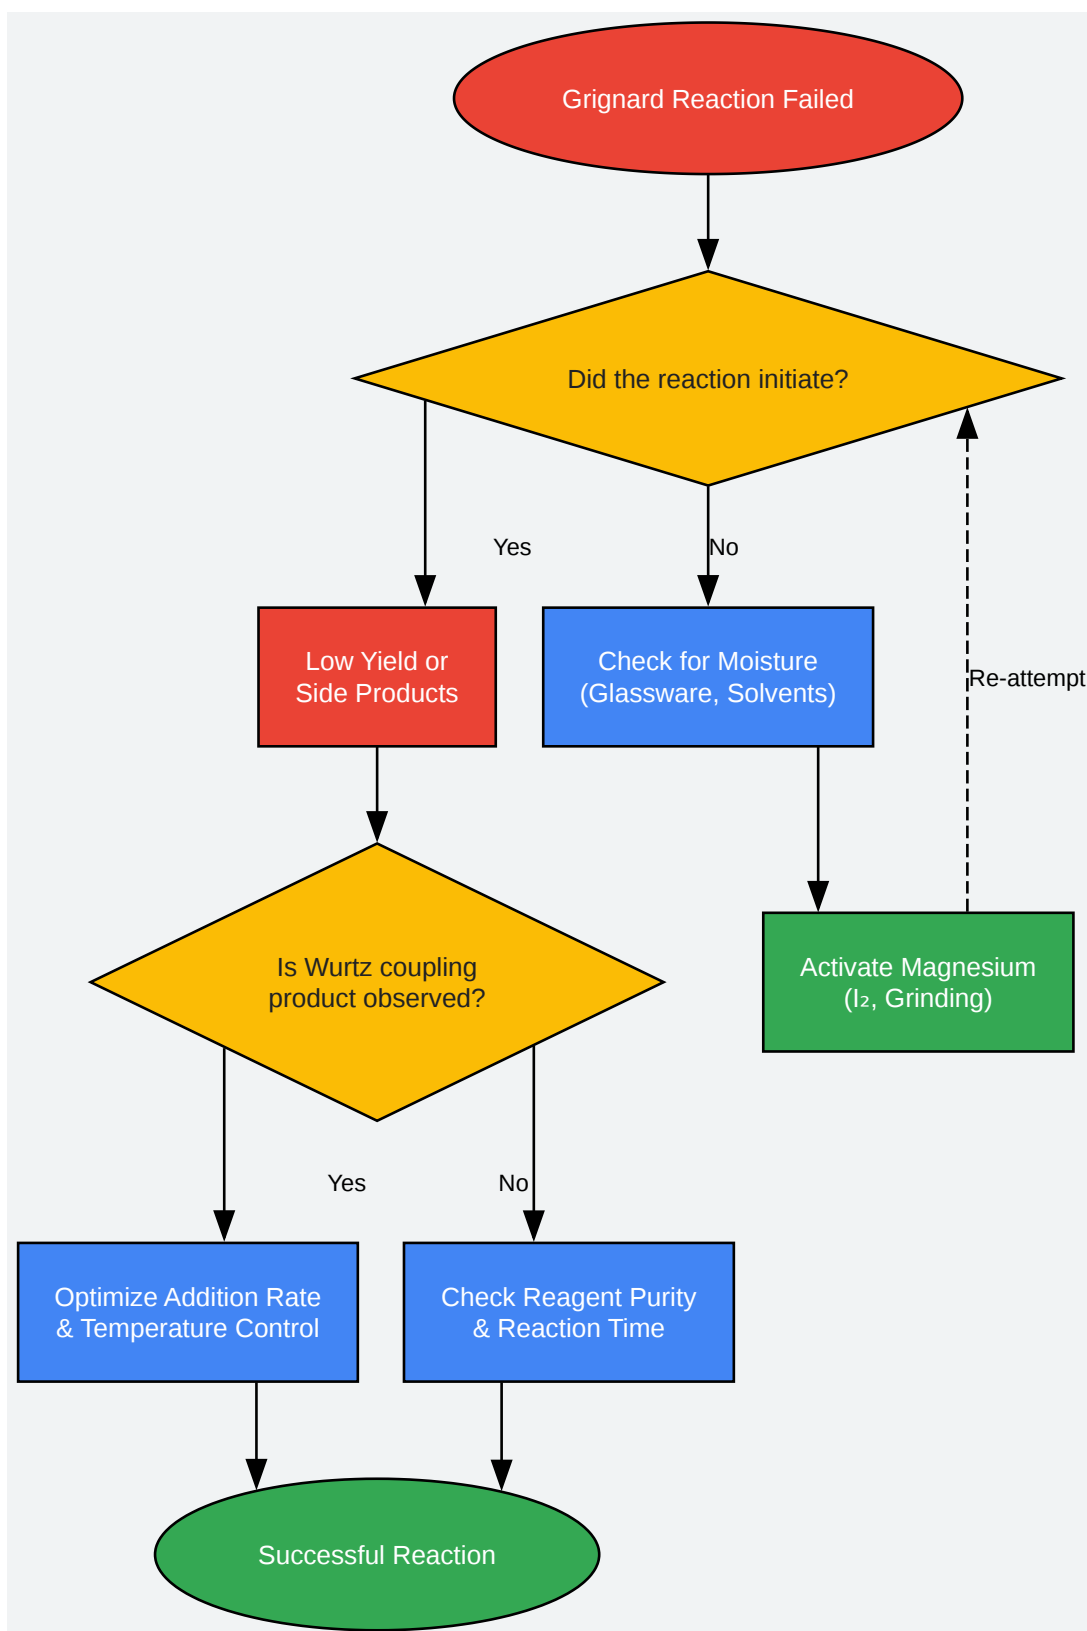 Grignard Reaction Failed
Did the reaction initiate?
Yes
No
Low Yield or
Side Products
Check for Moisture
(Glassware, Solvents)
Re-attempt
Is Wurtz coupling
product observed?
Activate Magnesium
(I₂, Grinding)
Yes
No
Optimize Addition Rate
& Temperature Control
Check Reagent Purity
& Reaction Time
Successful Reaction